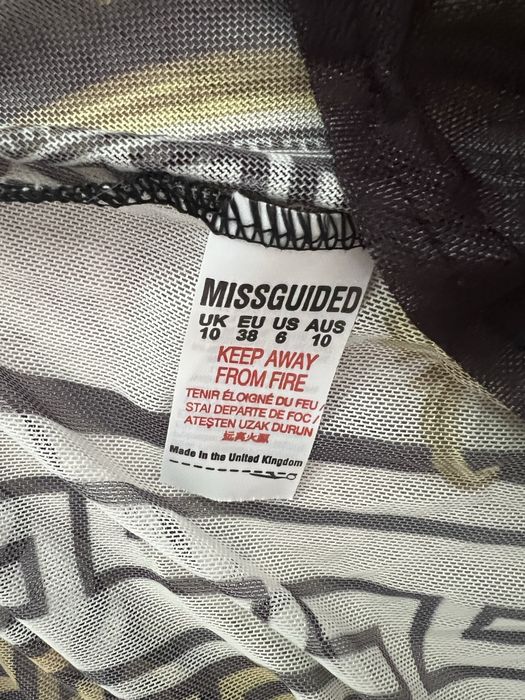 MISSGUIDED
UK EU US AUS
10 38 6 10
KEEP AWAY
FROM FIRE
TENIR ÉLOIGNÉ DU FEU /
STAI DEPARTE DE FOC /
ATEŞTEN UZAK DURUN
Made in the United Kingdom